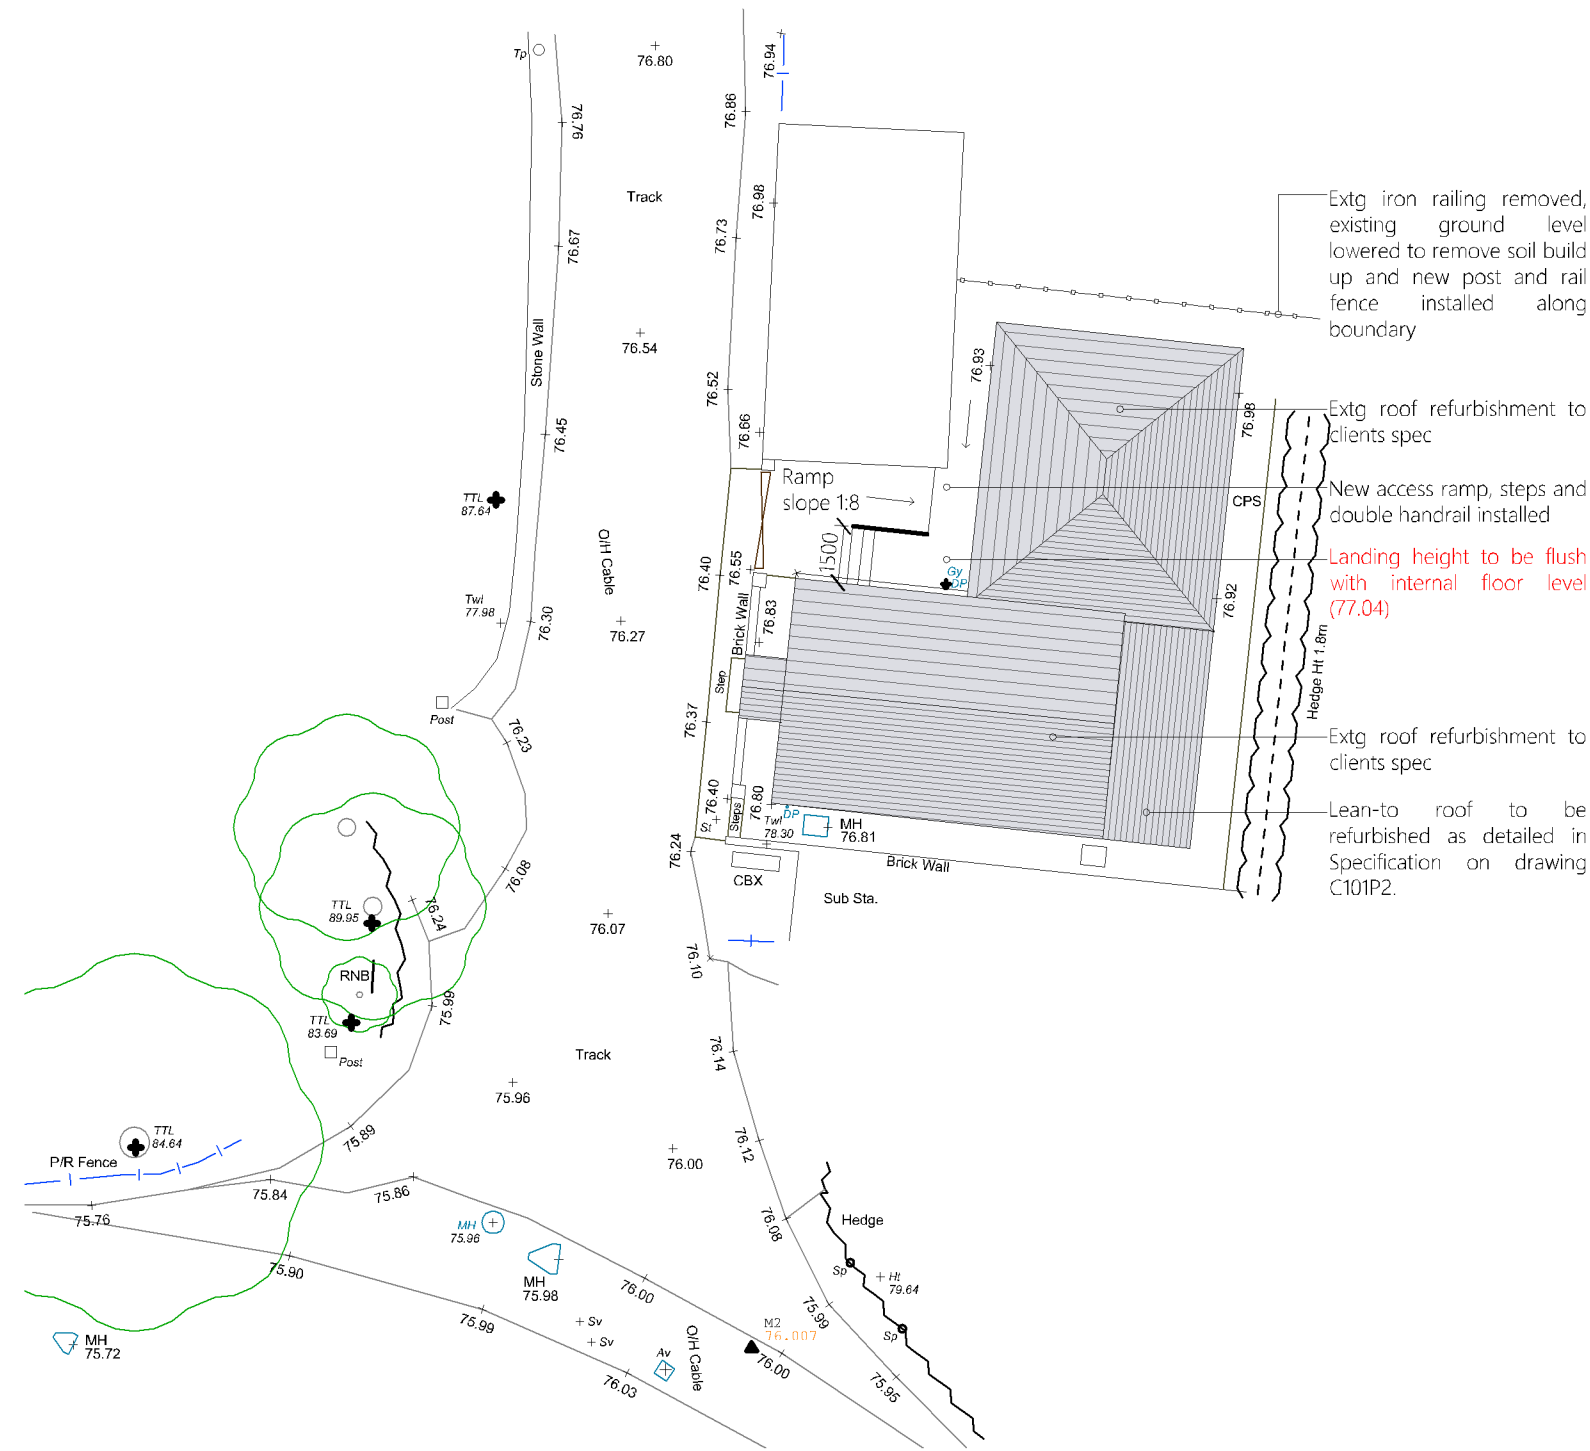 Tp
76.80
76.94
76.86
76.76
Track
76.98
76.73
76.67
Extg iron railing removed,
existing ground level
lowered to remove soil build
up and new post and rail
fence installed along
boundary
Stone Wall
76.54
76.93
76.52
76.66
76.45
76.98
Extg roof refurbishment to
clients spec
Ramp
slope 1:8
CPS
New access ramp, steps and
double handrail installed
TTL
87.64
O/H Cable
1500
76.40
76.55
Gy
DP
Landing height to be flush
with internal floor level
(77.04)
Twl
77.98
76.30
76.27
Brick Wall
76.83
76.92
Hedge Ht 1.8m
Step
Post
76.23
76.37
Extg roof refurbishment to
clients spec
76.40
76.80
St
Steps
DP
Twl
78.30
MH
76.81
Lean-to roof to be
refurbished as detailed in
Specification on drawing
C101P2.
76.24
Brick Wall
CBX
Sub Sta.
76.08
TTL
89.95
76.24
76.07
76.10
RNB
75.99
TTL
83.69
Post
Track
76.14
75.96
TTL
84.64
75.89
76.12
76.00
P/R Fence
75.84
75.86
75.76
MH
75.96
76.08
Hedge
75.90
MH
75.98
76.00
Sp
Ht
79.64
75.99
75.99
Sv
Sv
M2
76.007
Sp
MH
75.72
O/H Cable
Av
76.00
76.03
75.95